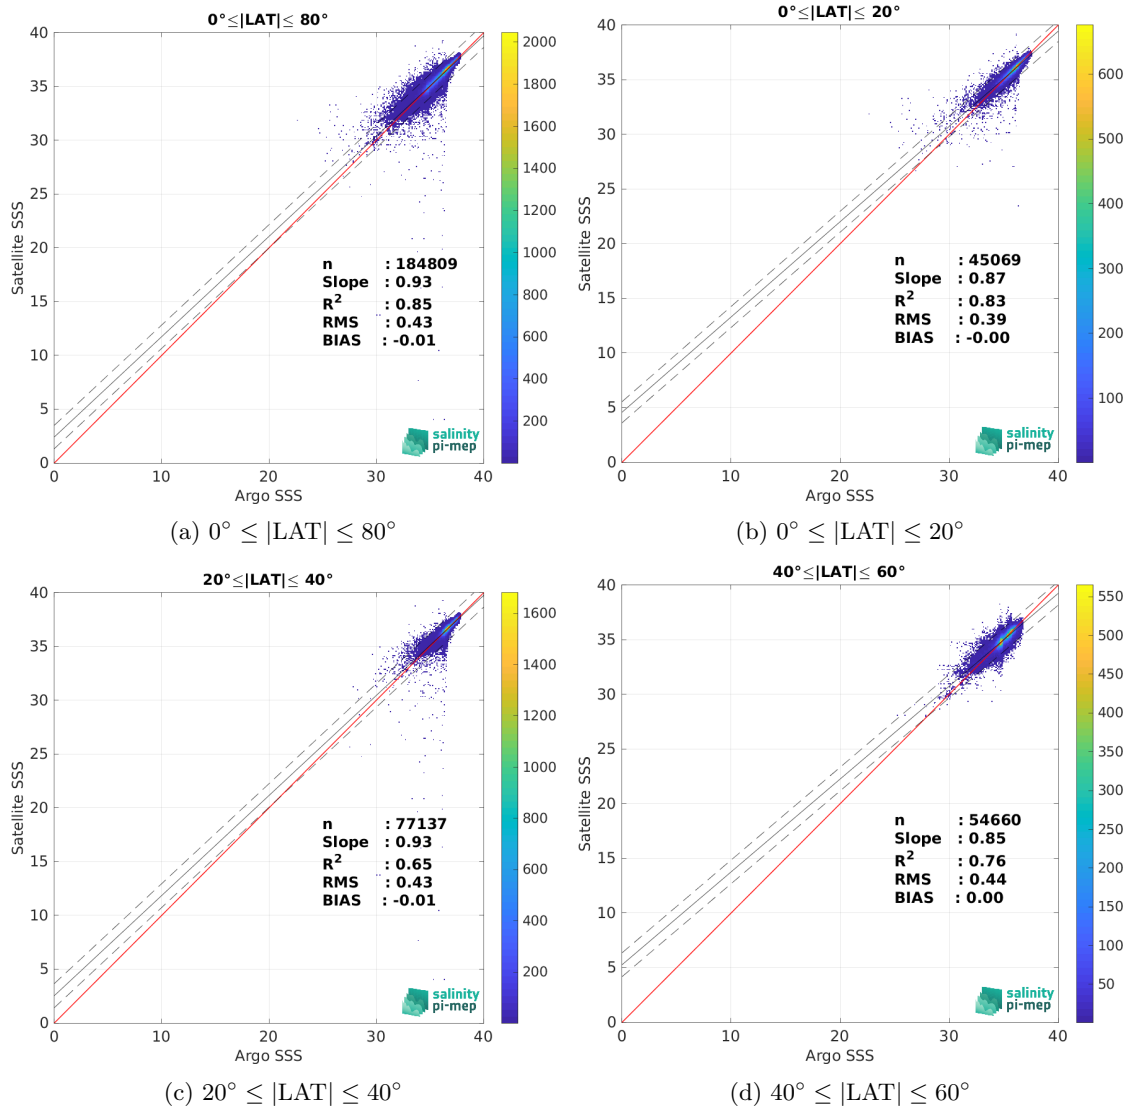 0°≤|LAT|≤ 80°
40
35
30
25
20
15
10
5
0
Satellite SSS
n : 184809
Slope : 0.93
R² : 0.85
RMS : 0.43
BIAS : -0.01
salinity
pi-mep
0 10 20 30 40
Argo SSS
2000
1800
1600
1400
1200
1000
800
600
400
200
(a) 0° ≤ |LAT| ≤ 80°
0°≤|LAT|≤ 20°
40
35
30
25
20
15
10
5
0
Satellite SSS
n : 45069
Slope : 0.87
R² : 0.83
RMS : 0.39
BIAS : -0.00
salinity
pi-mep
0 10 20 30 40
Argo SSS
600
500
400
300
200
100
(b) 0° ≤ |LAT| ≤ 20°
20°≤|LAT|≤ 40°
40
35
30
25
20
15
10
5
0
Satellite SSS
n : 77137
Slope : 0.93
R² : 0.65
RMS : 0.43
BIAS : -0.01
salinity
pi-mep
0 10 20 30 40
Argo SSS
1600
1400
1200
1000
800
600
400
200
(c) 20° ≤ |LAT| ≤ 40°
40°≤|LAT|≤ 60°
40
35
30
25
20
15
10
5
0
Satellite SSS
n : 54660
Slope : 0.85
R² : 0.76
RMS : 0.44
BIAS : 0.00
salinity
pi-mep
0 10 20 30 40
Argo SSS
550
500
450
400
350
300
250
200
150
100
50
(d) 40° ≤ |LAT| ≤ 60°